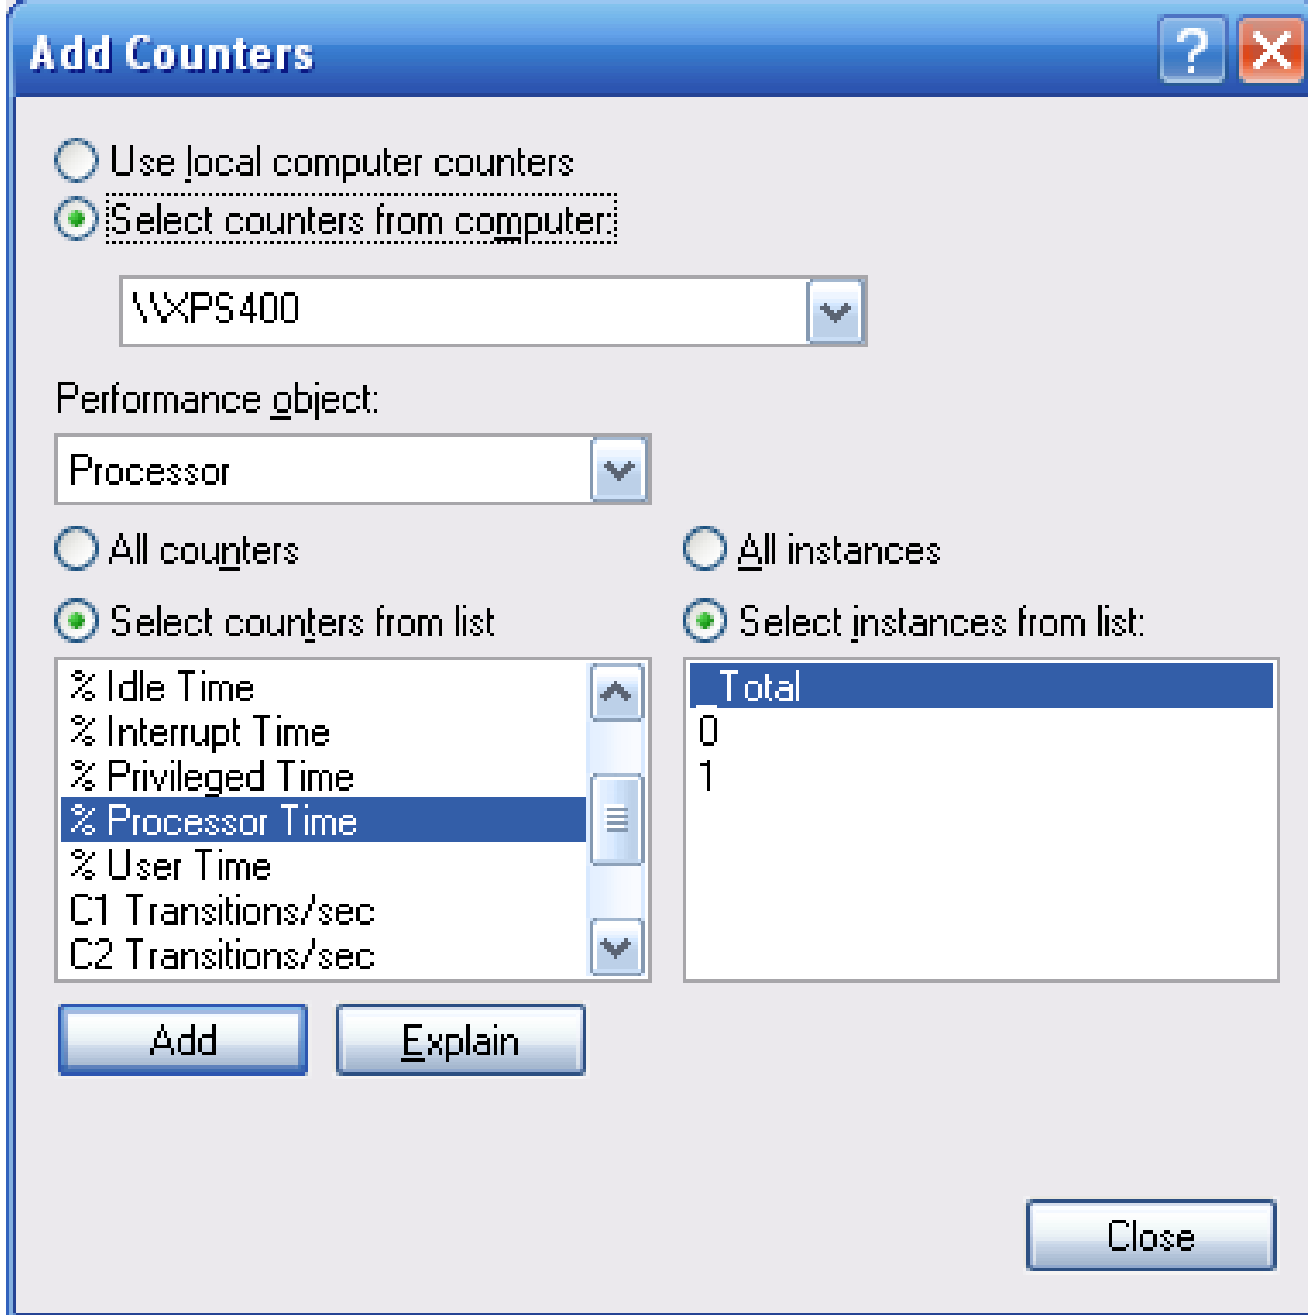 Add Counters
Use local computer counters
Select counters from computer:
\\XPS400
Performance object:
Processor
All counters
All instances
Select counters from list
Select instances from list:
% Idle Time
% Interrupt Time
% Privileged Time
% Processor Time
% User Time
C1 Transitions/sec
C2 Transitions/sec
_Total
0
1
Add
Explain
Close